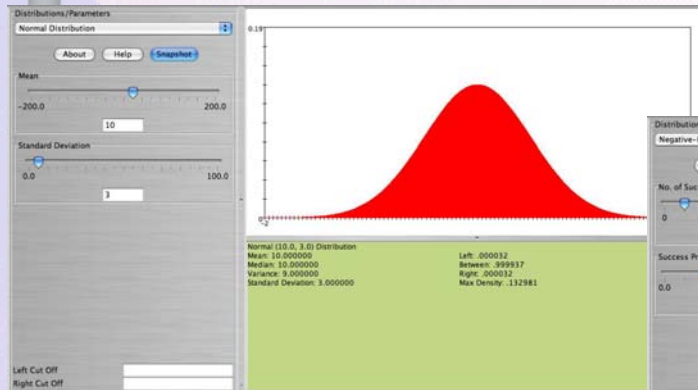 Distributions/Parameters
Normal Distribution
About Help Snapshot
Mean
-200.0 200.0
10
Standard Deviation
0.0 100.0
3
Left Cut Off
Right Cut Off
0.19
Normal (10.0, 3.0) Distribution
Mean: 10.000000
Median: 10.000000
Variance: 9.000000
Standard Deviation: 3.000000
Left: .000032
Between: .999937
Right: .000032
Max Density: .132981
Distribution
Negative-
No. of Suc
0
Success Pr
0.0